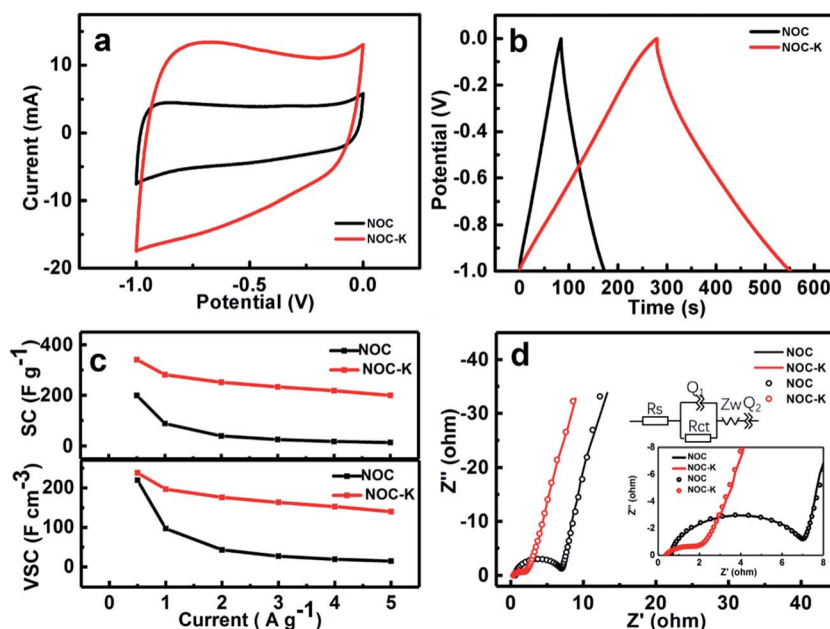 a
10
0
-10
-20
Current (mA)
-1.0
-0.5
0.0
Potential (V)
NOC
NOC-K
b
0.0
-0.2
-0.4
-0.6
-0.8
-1.0
Potential (V)
0
100
200
300
400
500
600
Time (s)
NOC
NOC-K
c
400
200
0
SC (F g-1)
NOC
NOC-K
200
100
0
VSC (F cm-3)
NOC
NOC-K
0
1
2
3
4
5
Current ( A g-1)
d
-40
-30
-20
-10
0
Z'' (ohm)
0
10
20
30
40
Z' (ohm)
NOC
NOC-K
NOC
NOC-K
Rs
Q1
Rct
Zw
Q2
-8
-6
-4
-2
0
Z'' (ohm)
NOC
NOC-K
NOC
NOC-K
0
2
4
6
8
Z' (ohm)